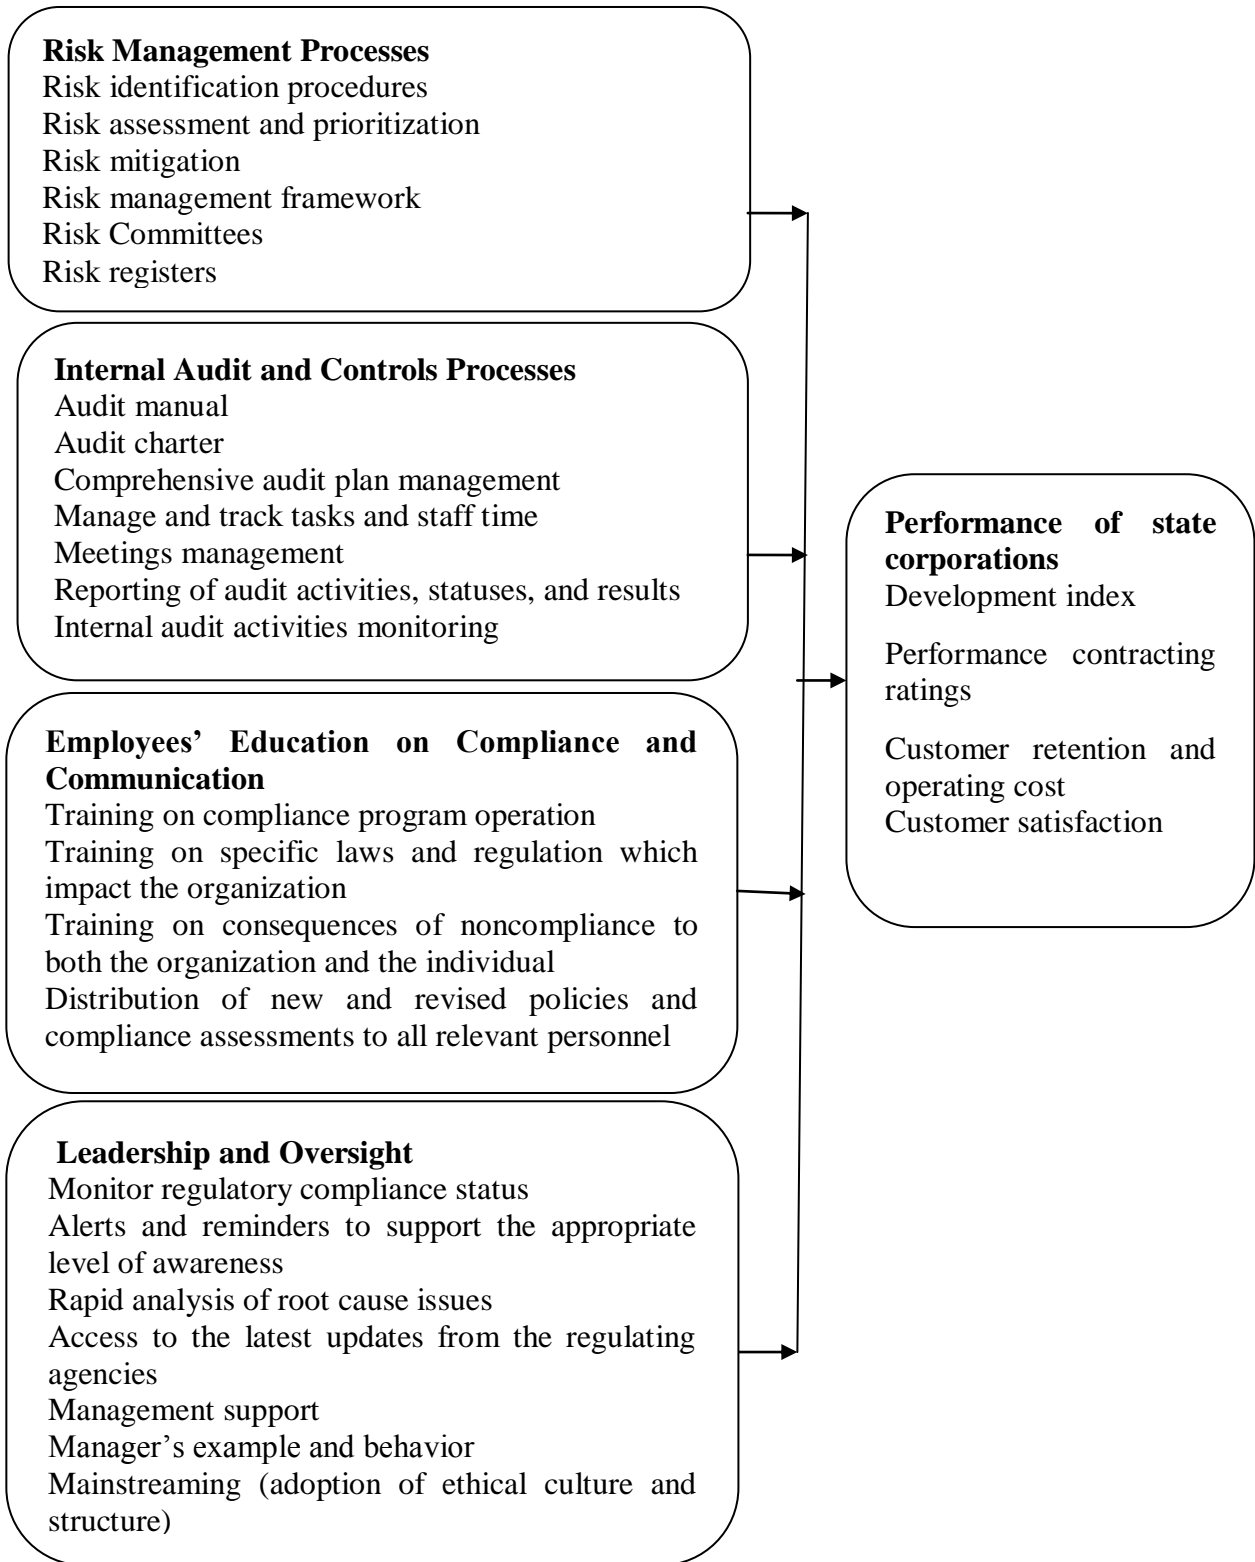 Risk Management Processes
Risk identification procedures
Risk assessment and prioritization
Risk mitigation
Risk management framework
Risk Committees
Risk registers
Internal Audit and Controls Processes
Audit manual
Audit charter
Comprehensive audit plan management
Manage and track tasks and staff time
Meetings management
Reporting of audit activities, statuses, and results
Internal audit activities monitoring
Employees’ Education on Compliance and
Communication
Training on compliance program operation
Training on specific laws and regulation which
impact the organization
Training on consequences of noncompliance to
both the organization and the individual
Distribution of new and revised policies and
compliance assessments to all relevant personnel
Leadership and Oversight
Monitor regulatory compliance status
Alerts and reminders to support the appropriate
level of awareness
Rapid analysis of root cause issues
Access to the latest updates from the regulating
agencies
Management support
Manager’s example and behavior
Mainstreaming (adoption of ethical culture and
structure)
Performance of state
corporations
Development index
Performance contracting
ratings
Customer retention and
operating cost
Customer satisfaction